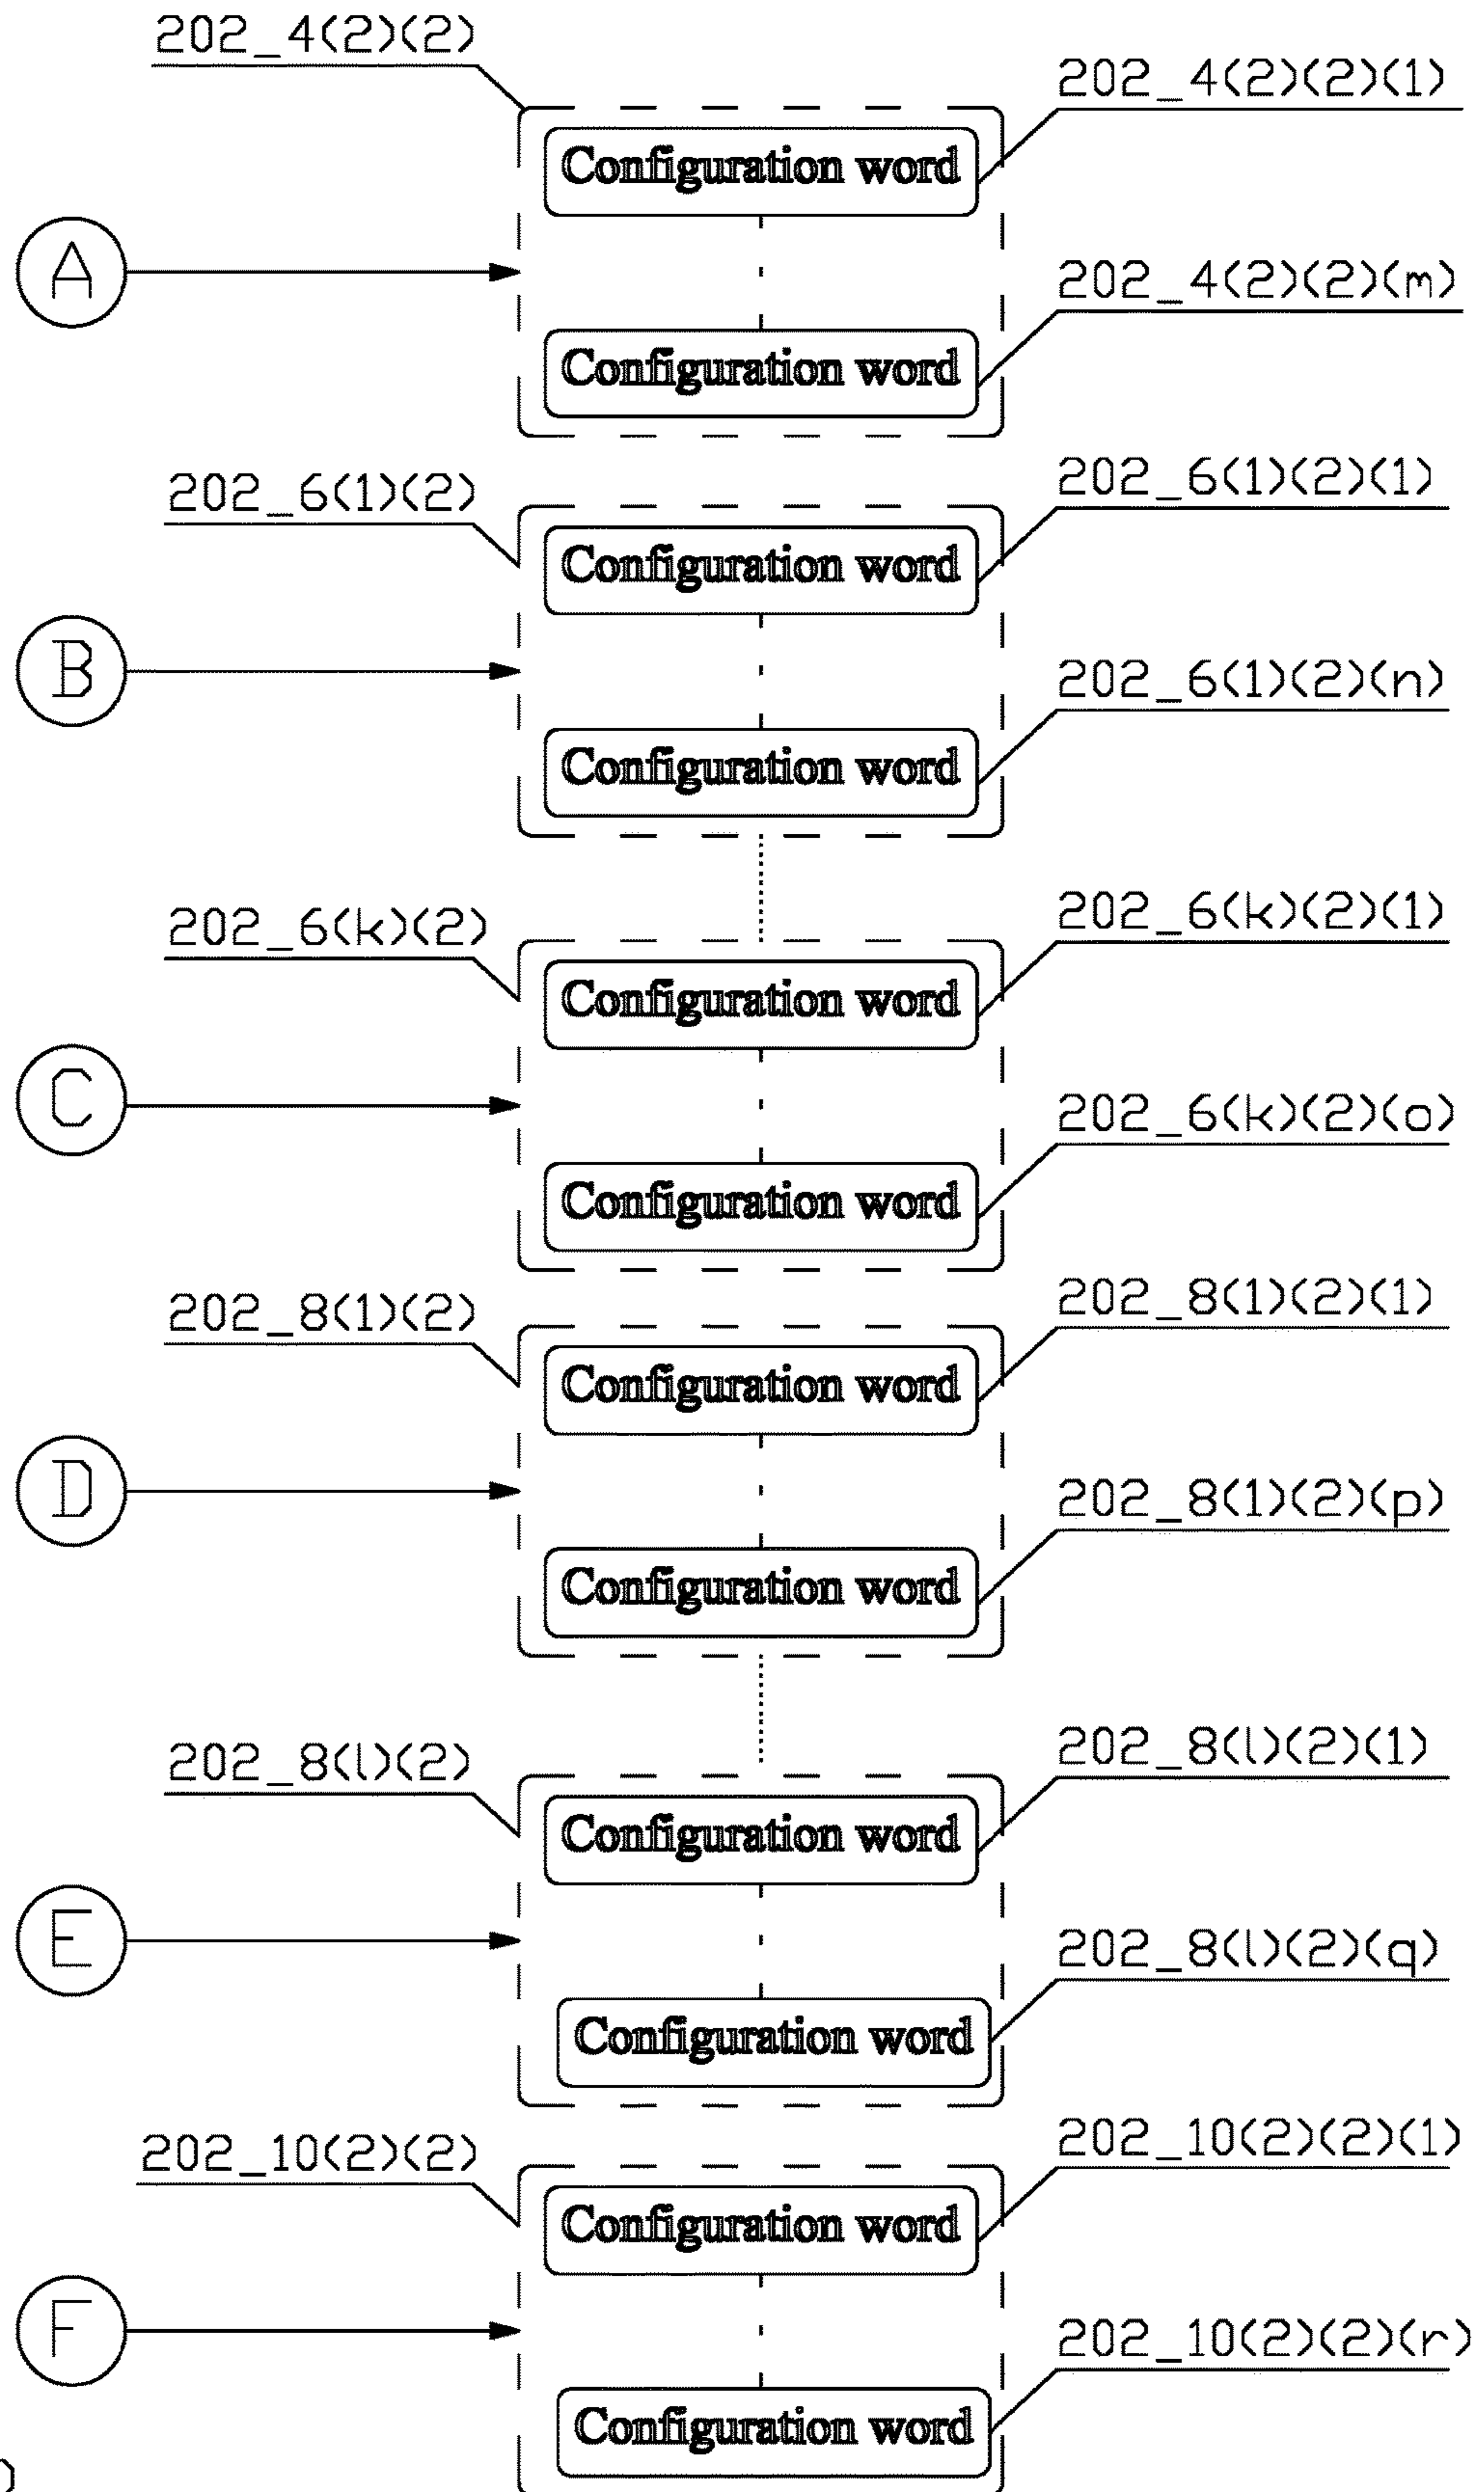 202_4(2)(2)
202_4(2)(2)(1)
Configuration word
A
202_4(2)(2)(m)
Configuration word
202_6(1)(2)
202_6(1)(2)(1)
Configuration word
B
202_6(1)(2)(n)
Configuration word
202_6(k)(2)
202_6(k)(2)(1)
Configuration word
C
202_6(k)(2)(o)
Configuration word
202_8(1)(2)
202_8(1)(2)(1)
Configuration word
D
202_8(1)(2)(p)
Configuration word
202_8(l)(2)
202_8(l)(2)(1)
Configuration word
E
202_8(l)(2)(q)
Configuration word
202_10(2)(2)
202_10(2)(2)(1)
Configuration word
F
202_10(2)(2)(r)
Configuration word
)